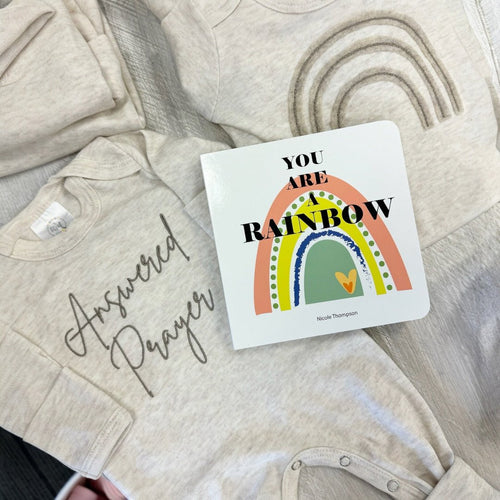 YOU
ARE
A
RAINBOW
Nicole Thompson
Answered
Prayer